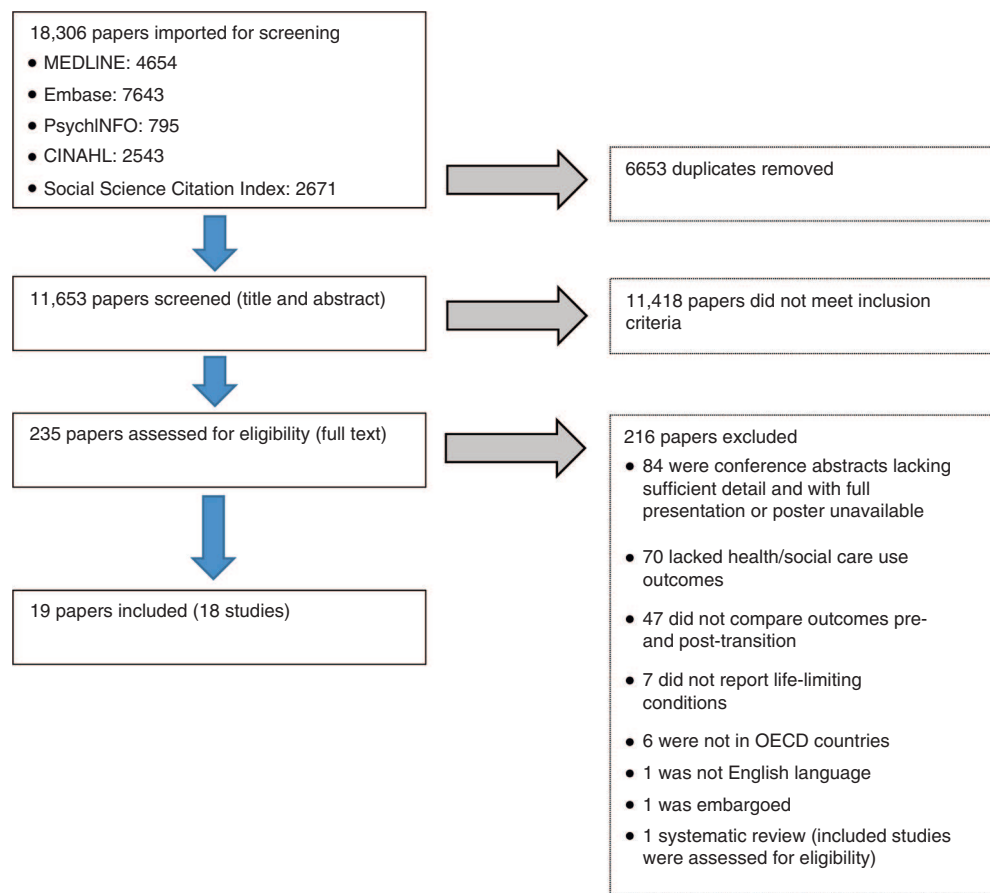 18,306 papers imported for screening
● MEDLINE: 4654
● Embase: 7643
● PsychINFO: 795
● CINAHL: 2543
● Social Science Citation Index: 2671
6653 duplicates removed
11,653 papers screened (title and abstract)
11,418 papers did not meet inclusion
criteria
235 papers assessed for eligibility (full text)
216 papers excluded
● 84 were conference abstracts lacking
sufficient detail and with full
presentation or poster unavailable
● 70 lacked health/social care use
outcomes
● 47 did not compare outcomes pre-
and post-transition
● 7 did not report life-limiting
conditions
● 6 were not in OECD countries
● 1 was not English language
● 1 was embargoed
● 1 systematic review (included studies
were assessed for eligibility)
19 papers included (18 studies)